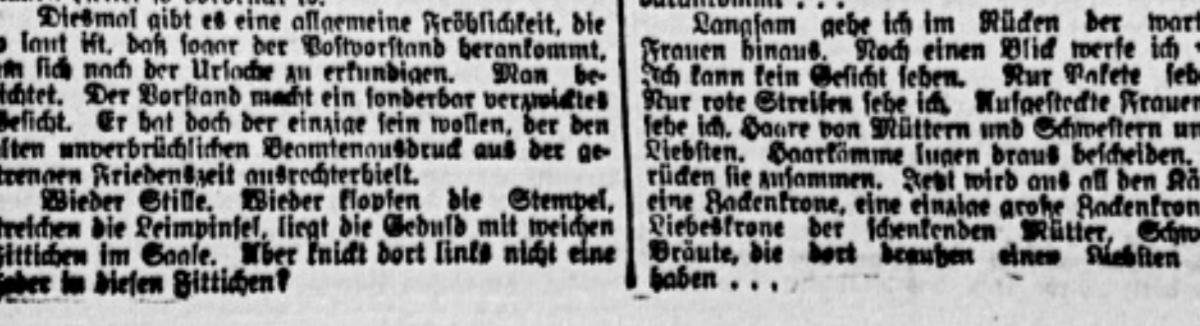 Diesmal gibt es eine allgemeine Fröhlichkeit, die
so laut ist, daß sogar der Postvorstand herankommt,
um sich nach der Ursache zu erkundigen. Man be-
ichtet. Der Vorstand macht ein sonderbar verzwicktes
Gesicht. Er hat doch der einzige sein wollen, der den
sten unverbrüchlichen Beamtenausdruck aus der ge-
trengen Friedenszeit aufrechterhielt.
Wieder Stille. Wieder klopfen die Stempel,
treichen die Leimpinsel, liegt die Geduld mit weichen
Fittichen im Saale. Aber knickt dort links nicht eine
Feder in diesen Fittichen?
Langsam gehe ich im Rücken der wart
Frauen hinaus. Noch einen Blick werfe ich
Ich kann kein Gesicht sehen. Nur Pakete seh
Nur rote Streifen sehe ich. Aufgesteckte Frauen
sehe ich. Haare von Müttern und Schwestern un
Liebsten. Haarkämme lugen draus bescheiden.
rücken sie zusammen. Jetzt wird aus all den Kä
eine Zackenkrone, eine einzige große Zackenkron
Liebeskrone der schenkenden Mütter, Schw
Bräute, die dort draußen einen Liebsten
haben . . .